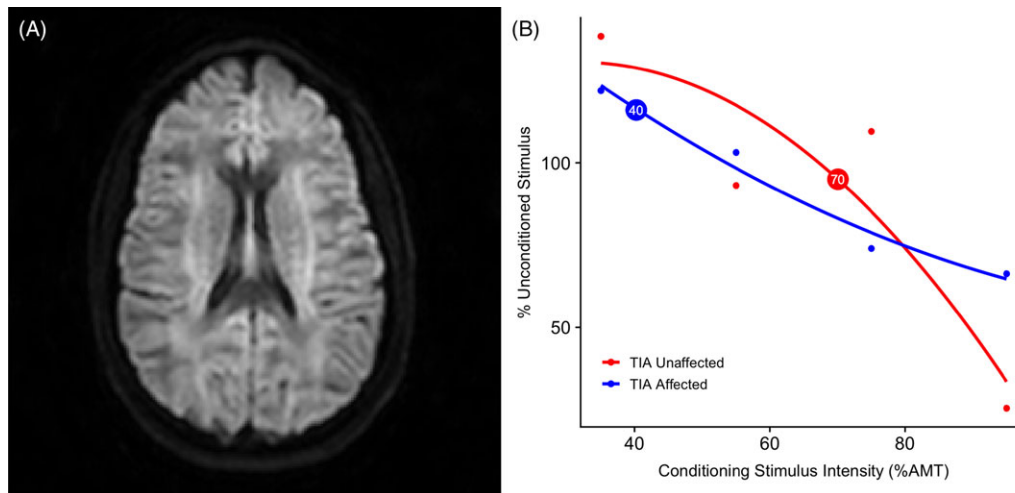 (A)
(B)
% Unconditioned Stimulus
100
50
40
70
TIA Unaffected
TIA Affected
40
60
80
Conditioning Stimulus Intensity (%AMT)